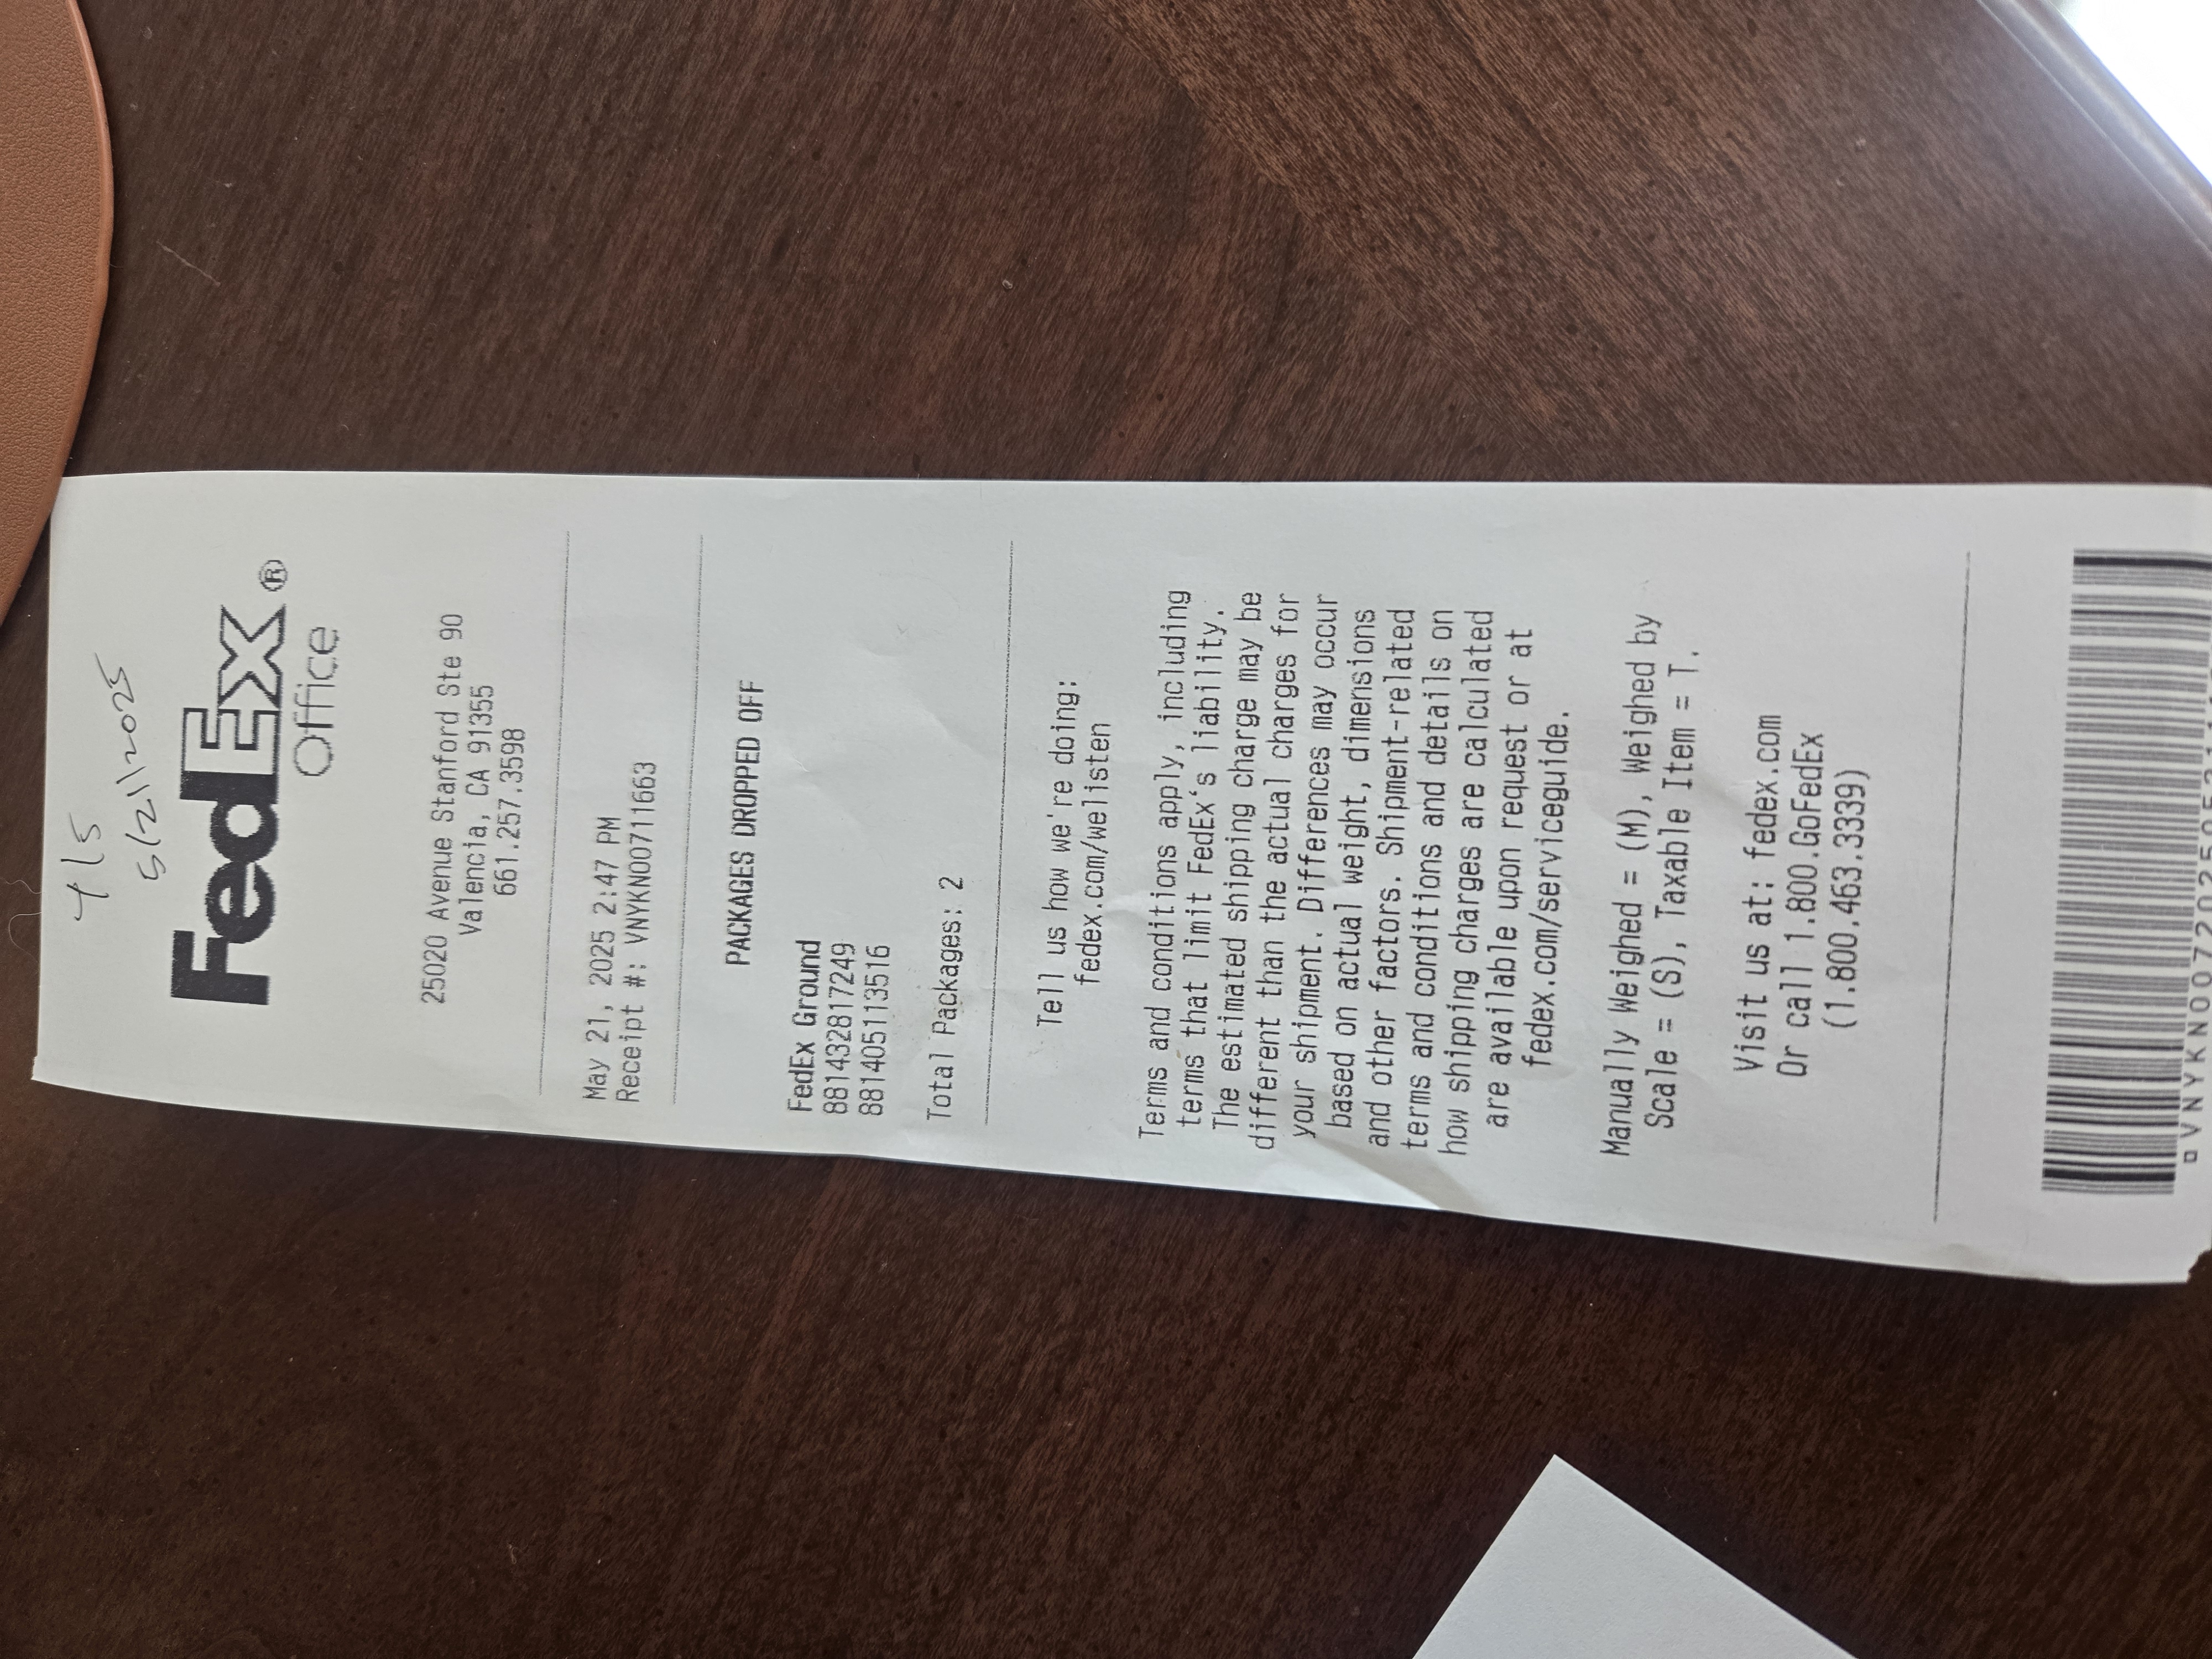 5/21/2025
FedEx®
Office
25020 Avenue Stanford Ste 90
Valencia, CA 91355
661.257.3598
May 21, 2025 2:47 PM
Receipt #: VNYKN00711663
PACKAGES DROPPED OFF
FedEx Ground
881432817249
881405113516
Total Packages: 2
Tell us how we're doing:
fedex.com/welisten
Terms and conditions apply, including
terms that limit FedEx's liability.
The estimated shipping charge may be
different than the actual charges for
your shipment. Differences may occur
based on actual weight, dimensions
and other factors. Shipment-related
terms and conditions and details on
how shipping charges are calculated
are available upon request or at
fedex.com/serviceguide.
Manually Weighed = (M), Weighed by
Scale = (S), Taxable Item = T.
Visit us at: fedex.com
Or call 1.800.GoFedEx
(1.800.463.3339)